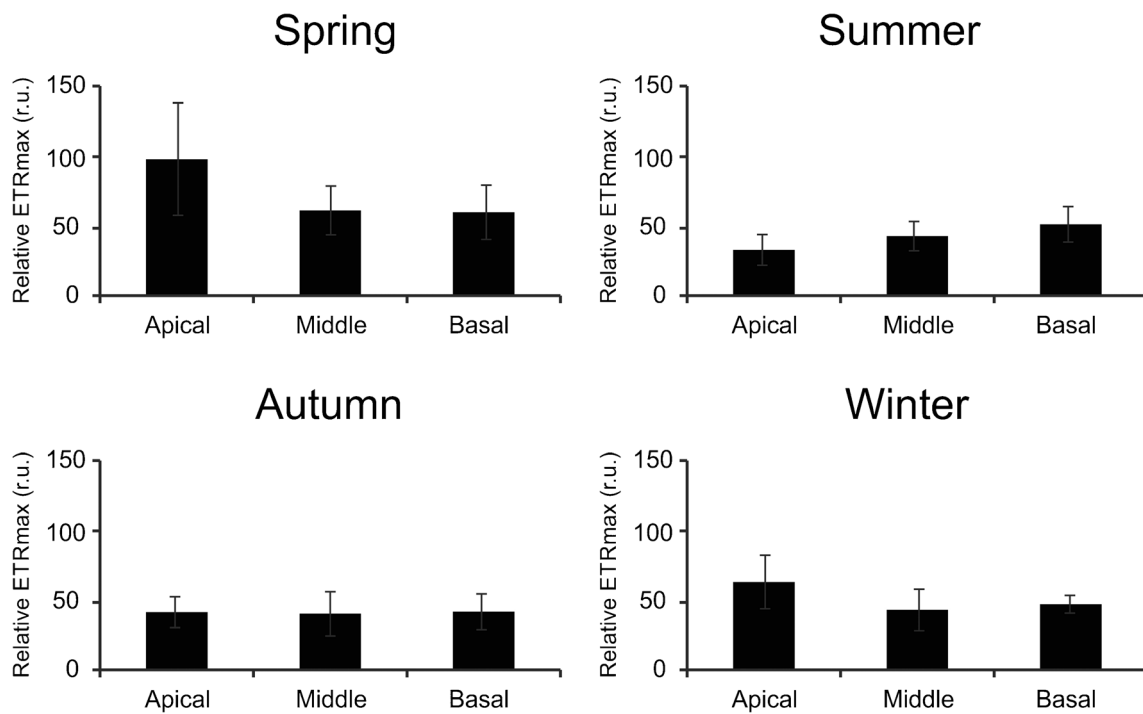 Spring
Relative ETRmax (r.u.)
150
100
50
0
Apical Middle Basal
Summer
Relative ETRmax (r.u.)
150
100
50
0
Apical Middle Basal
Autumn
Relative ETRmax (r.u.)
150
100
50
0
Apical Middle Basal
Winter
Relative ETRmax (r.u.)
150
100
50
0
Apical Middle Basal